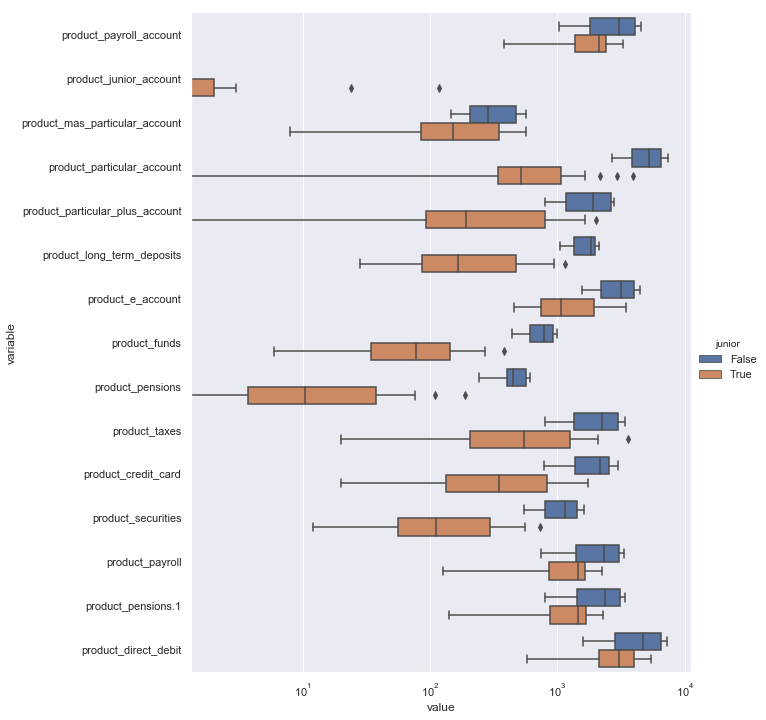 product_payroll_account
product_junior_account
product_mas_particular_account
product_particular_account
product_particular_plus_account
product_long_term_deposits
product_e_account
product_funds
product_pensions
product_taxes
product_credit_card
product_securities
product_payroll
product_pensions.1
product_direct_debit
variable
10¹ 10² 10³ 10⁴
value
junior
False
True